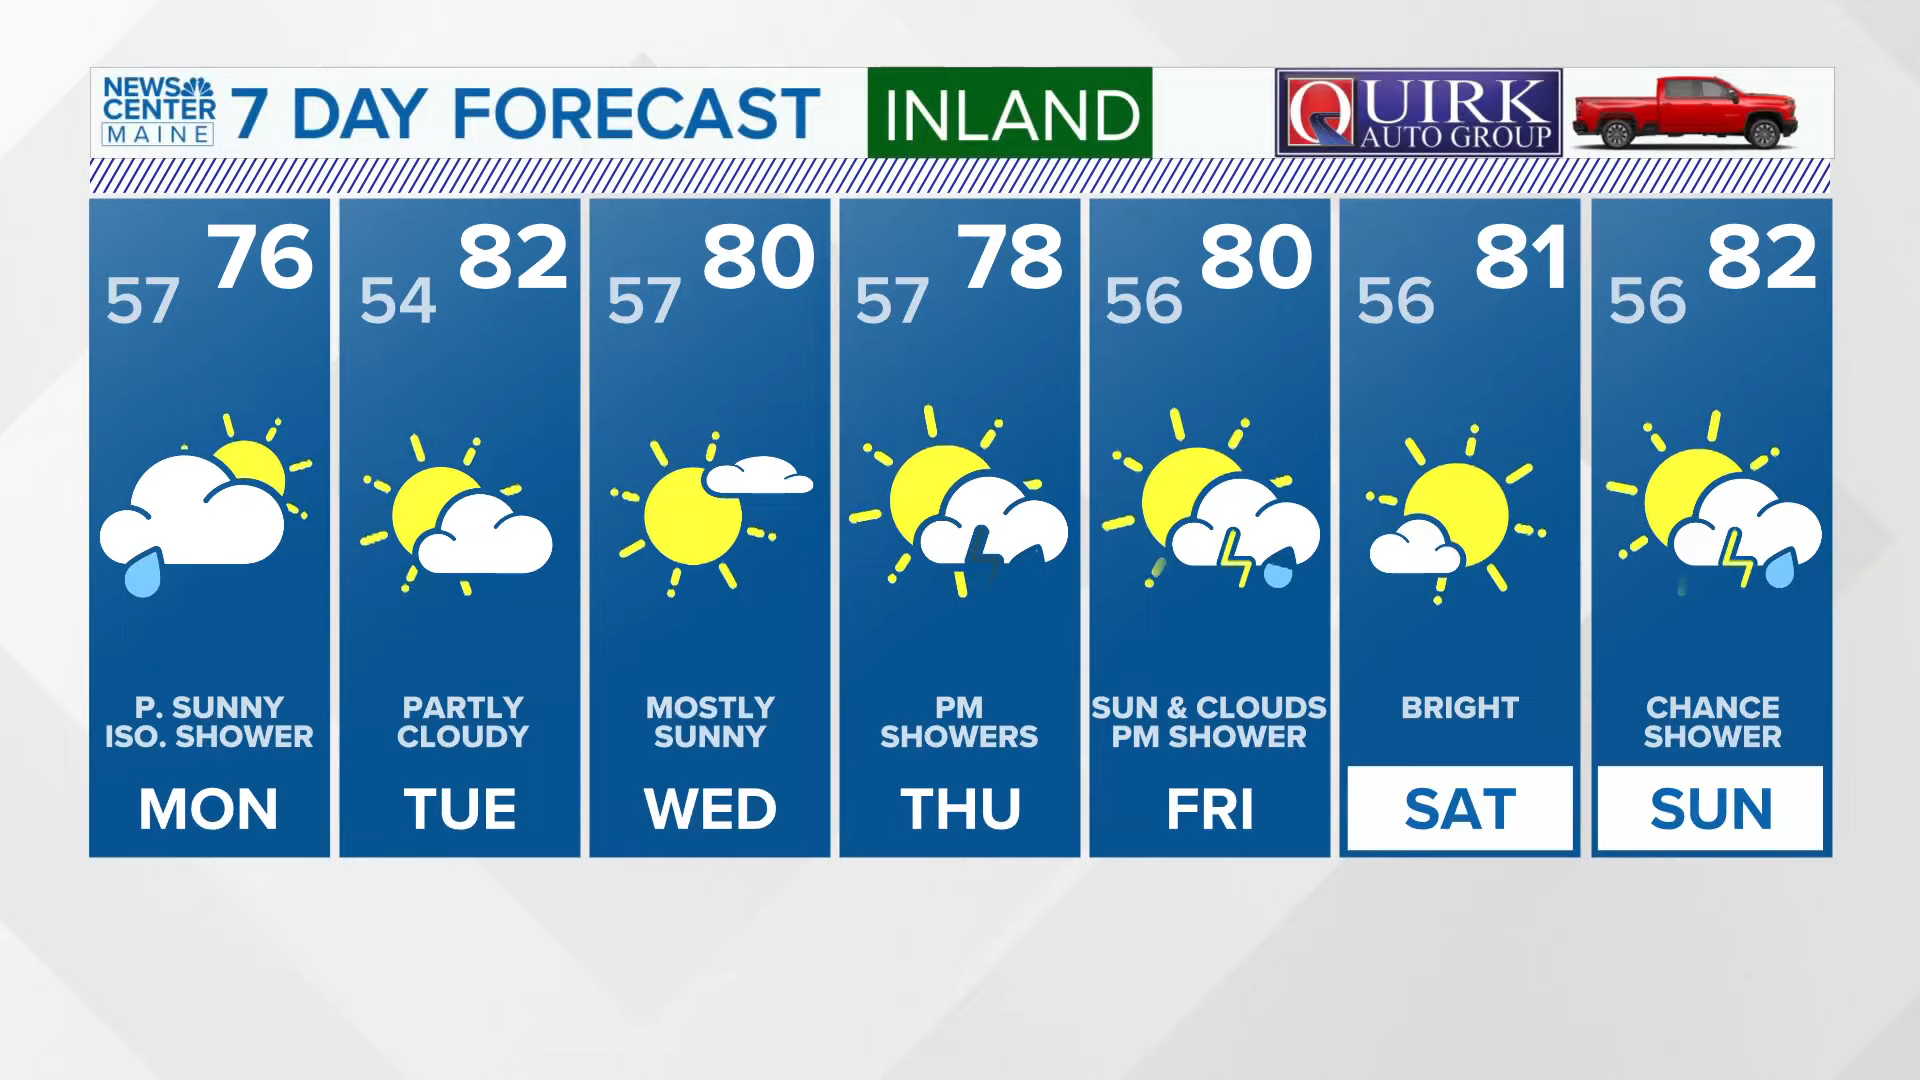 NEWS
CENTER
MAINE
7 DAY FORECAST
INLAND
QUIRK
AUTO GROUP
57 76
P. SUNNY
ISO. SHOWER
MON
54 82
PARTLY
CLOUDY
TUE
57 80
MOSTLY
SUNNY
WED
57 78
PM
SHOWERS
THU
56 80
SUN & CLOUDS
PM SHOWER
FRI
56 81
BRIGHT
SAT
56 82
CHANCE
SHOWER
SUN